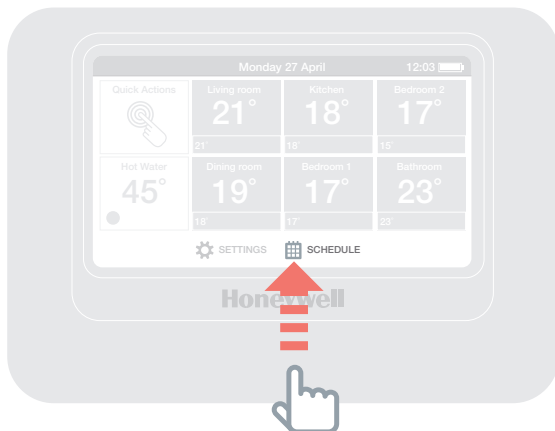 Monday 27 April 12:03
Quick Actions
Living room
21°
21°
Kitchen
18°
18°
Bedroom 2
17°
16°
Hot Water
45°
Dining room
19°
18°
Bedroom 1
17°
17°
Bathroom
23°
23°
SETTINGS SCHEDULE
Honeywell